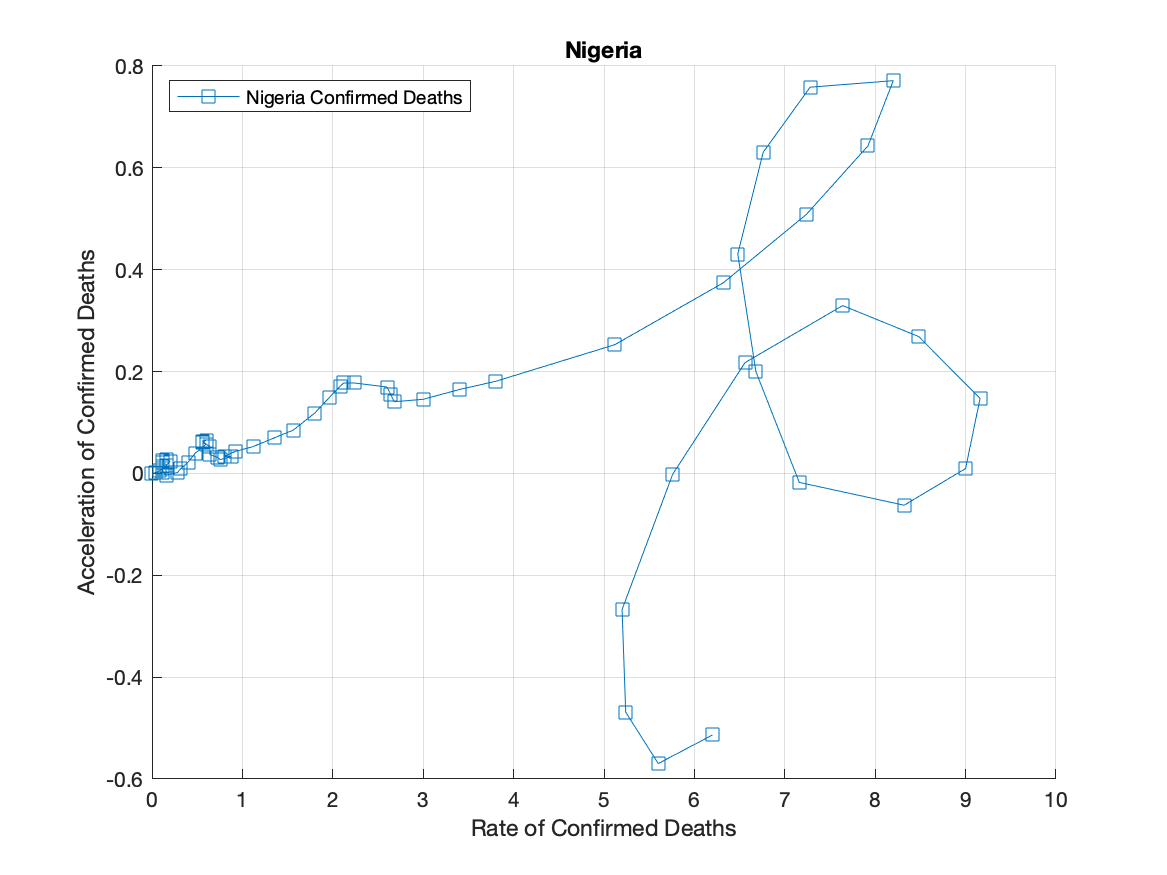 Nigeria
Nigeria Confirmed Deaths
Acceleration of Confirmed Deaths
0.8
0.6
0.4
0.2
0
-0.2
-0.4
-0.6
0 1 2 3 4 5 6 7 8 9 10
Rate of Confirmed Deaths